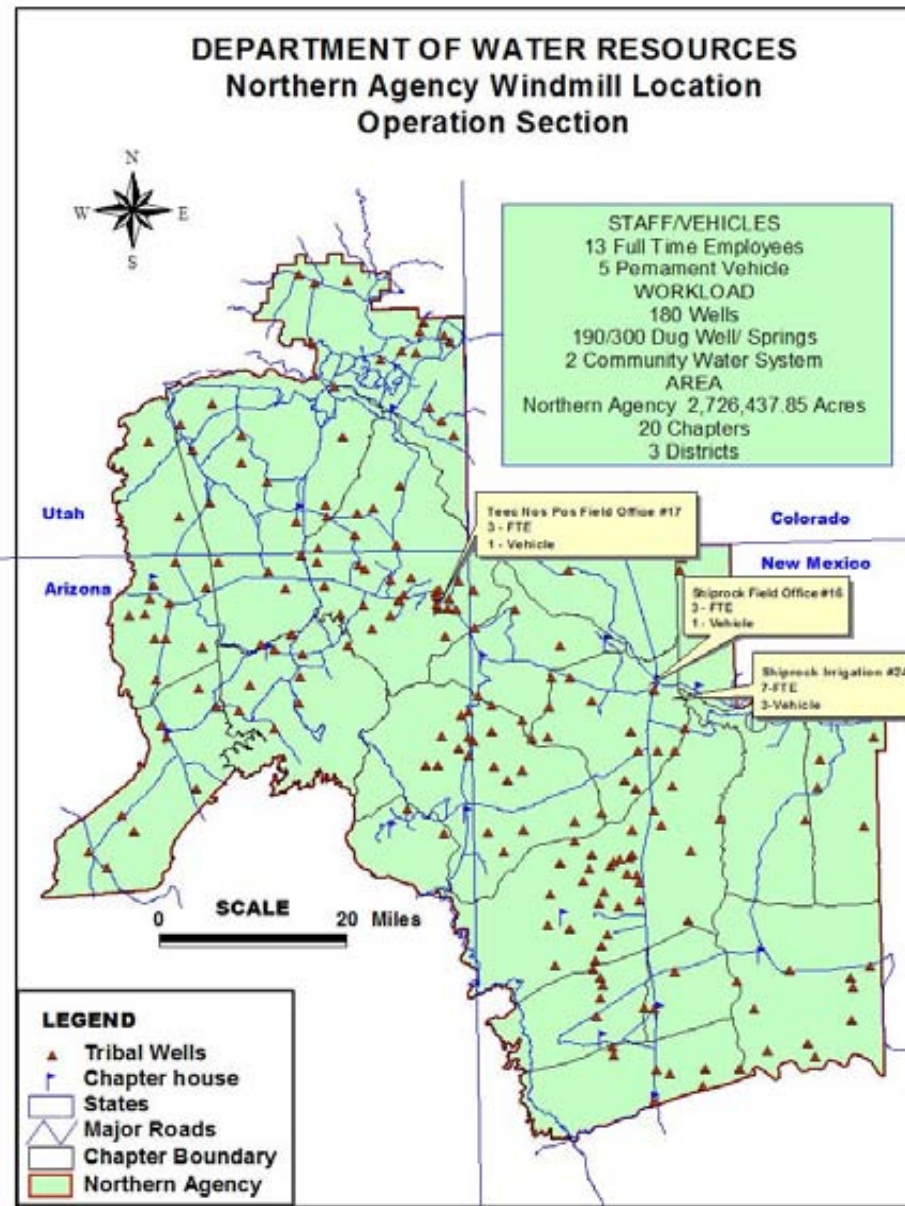 DEPARTMENT OF WATER RESOURCES
Northern Agency Windmill Location
Operation Section
N
W E
S
STAFF/VEHICLES
13 Full Time Employees
5 Pernament Vehicle
WORKLOAD
180 Wells
190/300 Dug Well/ Springs
2 Community Water System
AREA
Northern Agency 2,726,437.85 Acres
20 Chapters
3 Districts
Tees Nos Pos Field Office #17
3 - FTE
1 - Vehicle
Utah
Colorado
Arizona
New Mexico
Shiprock Field Office #16
3 - FTE
1 - Vehicle
Shiprock Irrigation
7-FTE
3-Vehicle
SCALE
0 20 Miles
LEGEND
Tribal Wells
Chapter house
States
Major Roads
Chapter Boundary
Northern Agency